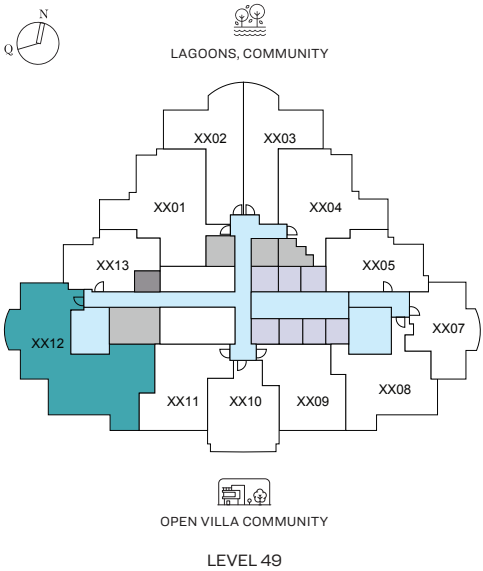 N
Q
LAGOONS, COMMUNITY
XX02
XX03
XX01
XX04
XX13
XX05
XX12
XX07
XX08
XX11
XX10
XX09
OPEN VILLA COMMUNITY
LEVEL 49